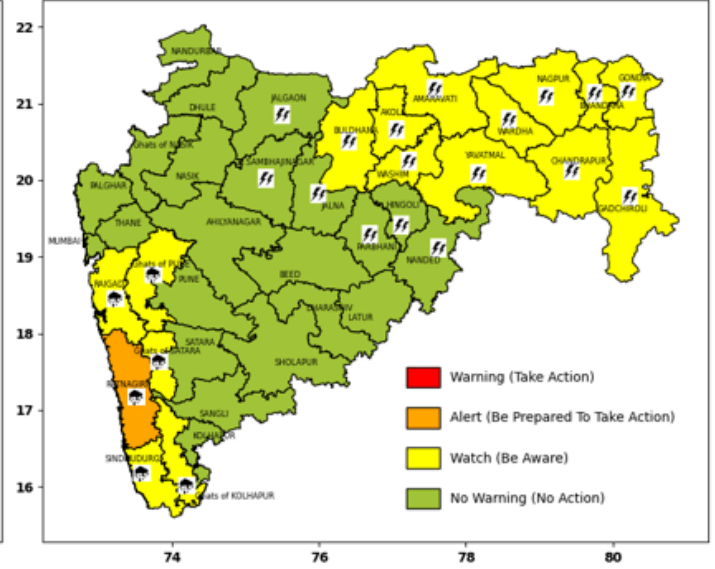 22
21
20
19
18
17
16
NANDURBAR
DHULE
JALGAON
Ghats of NASIK
NASIK
SAMBHAJINAGAR
JALNA
BULDHANA
AKOLA
AMARAVATI
WASHIM
WARDHA
NAGPUR
BHANDARA
GONDIA
YAVATMAL
CHANDRAPUR
GADCHIROLI
PALGHAR
THANE
MUMBAI
AHILYANAGAR
HINGOLI
PARBHANI
NANDED
Ghats of PUNE
RAIGAD
PUNE
BEED
DHARASHIV
LATUR
SATARA
Ghats of SATARA
SHOLAPUR
RATNAGIRI
SANGLI
KOLHAPUR
SINDHUDURG
Ghats of KOLHAPUR
Warning (Take Action)
Alert (Be Prepared To Take Action)
Watch (Be Aware)
No Warning (No Action)
74
76
78
80